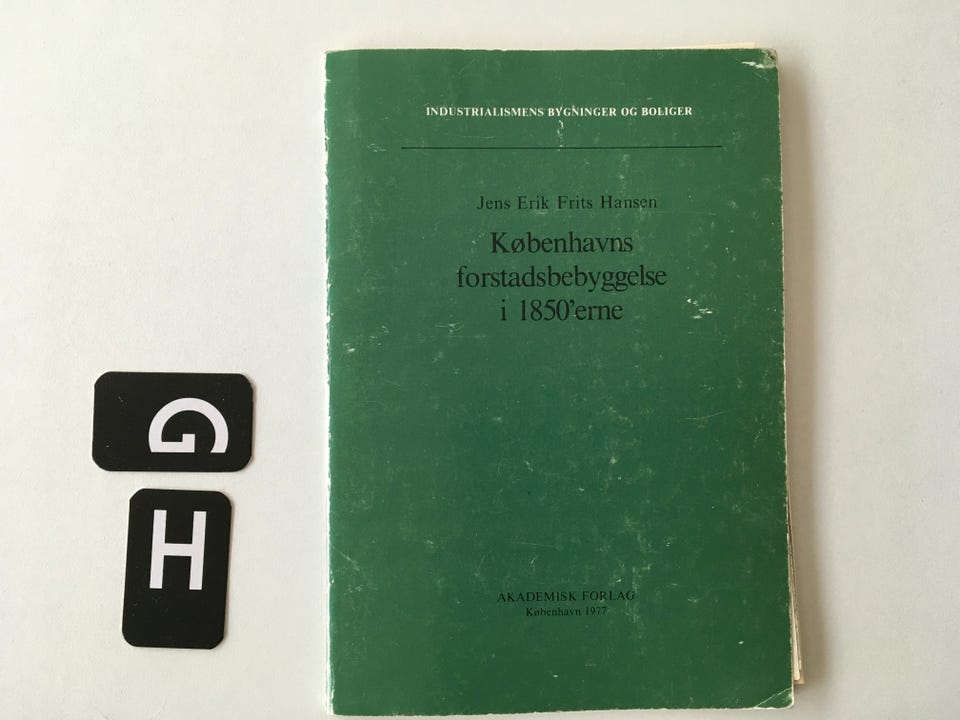 INDUSTRIALISMENS BYGNINGER OG BOLIGER
Jens Erik Frits Hansen
Københavns
forstadsbebyggelse
i 1850'erne
AKADEMISK FORLAG
København 1977
G
H